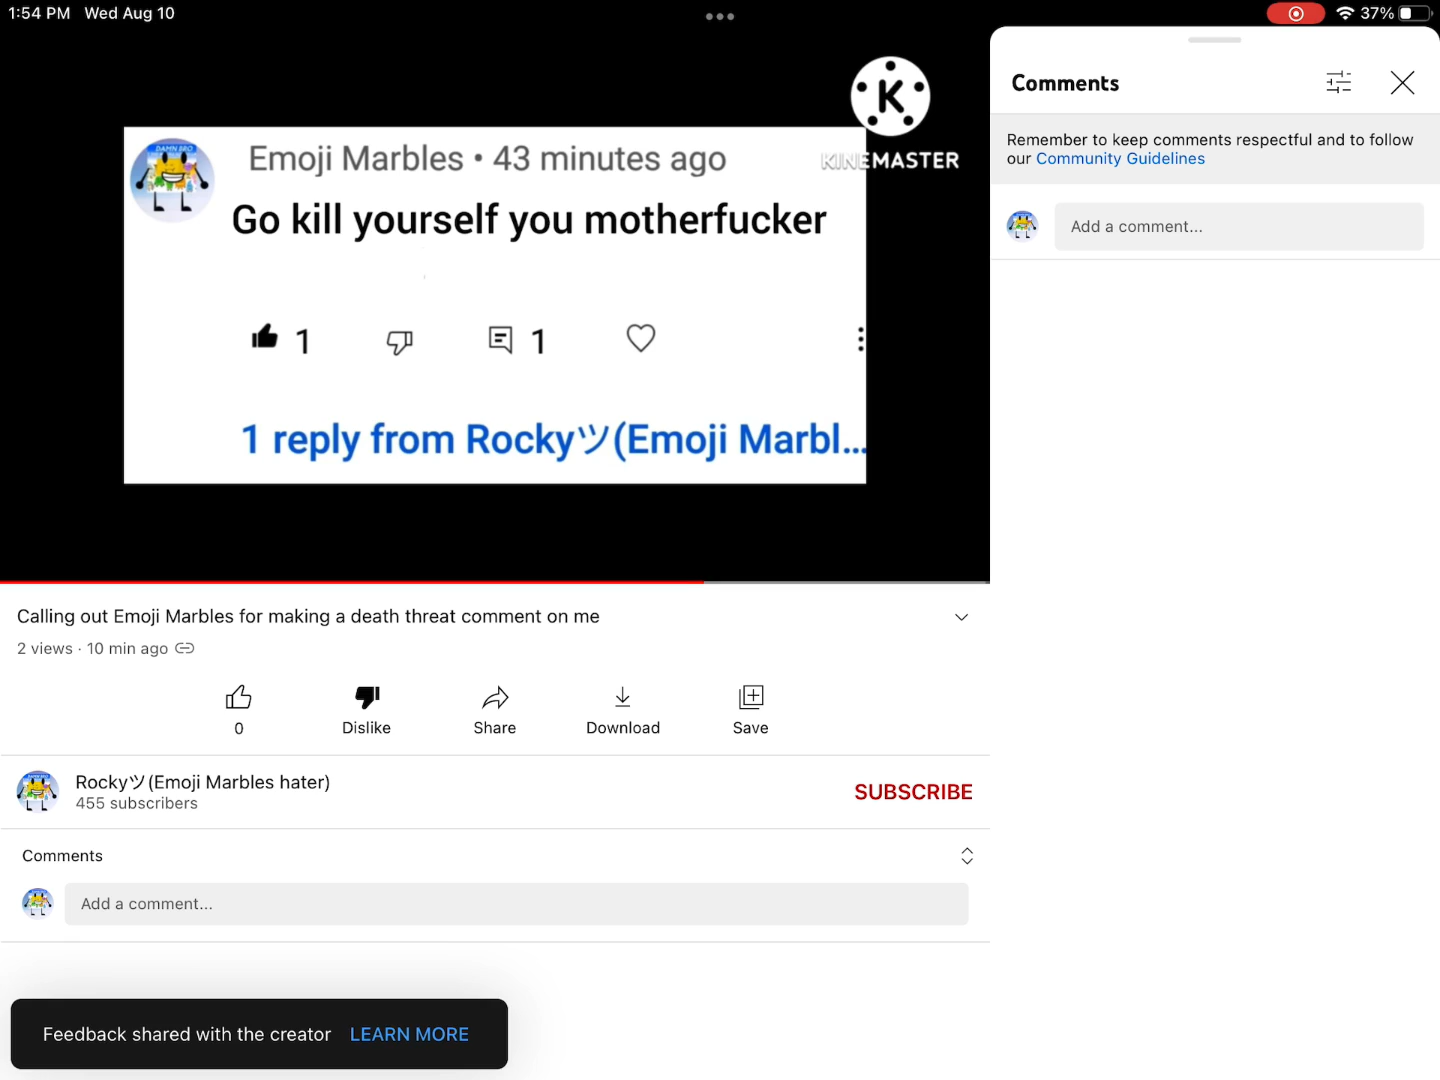 1:54 PM Wed Aug 10
37%
DAMN BRO
Emoji Marbles • 43 minutes ago
KINEMASTER
Go kill yourself you motherfucker
1
1
1 reply from Rockyツ(Emoji Marbl...
Calling out Emoji Marbles for making a death threat comment on me
2 views · 10 min ago
0
Dislike
Share
Download
Save
Rockyツ(Emoji Marbles hater)
455 subscribers
SUBSCRIBE
Comments
Add a comment...
Feedback shared with the creator LEARN MORE
Comments
Remember to keep comments respectful and to follow
our Community Guidelines
Add a comment...